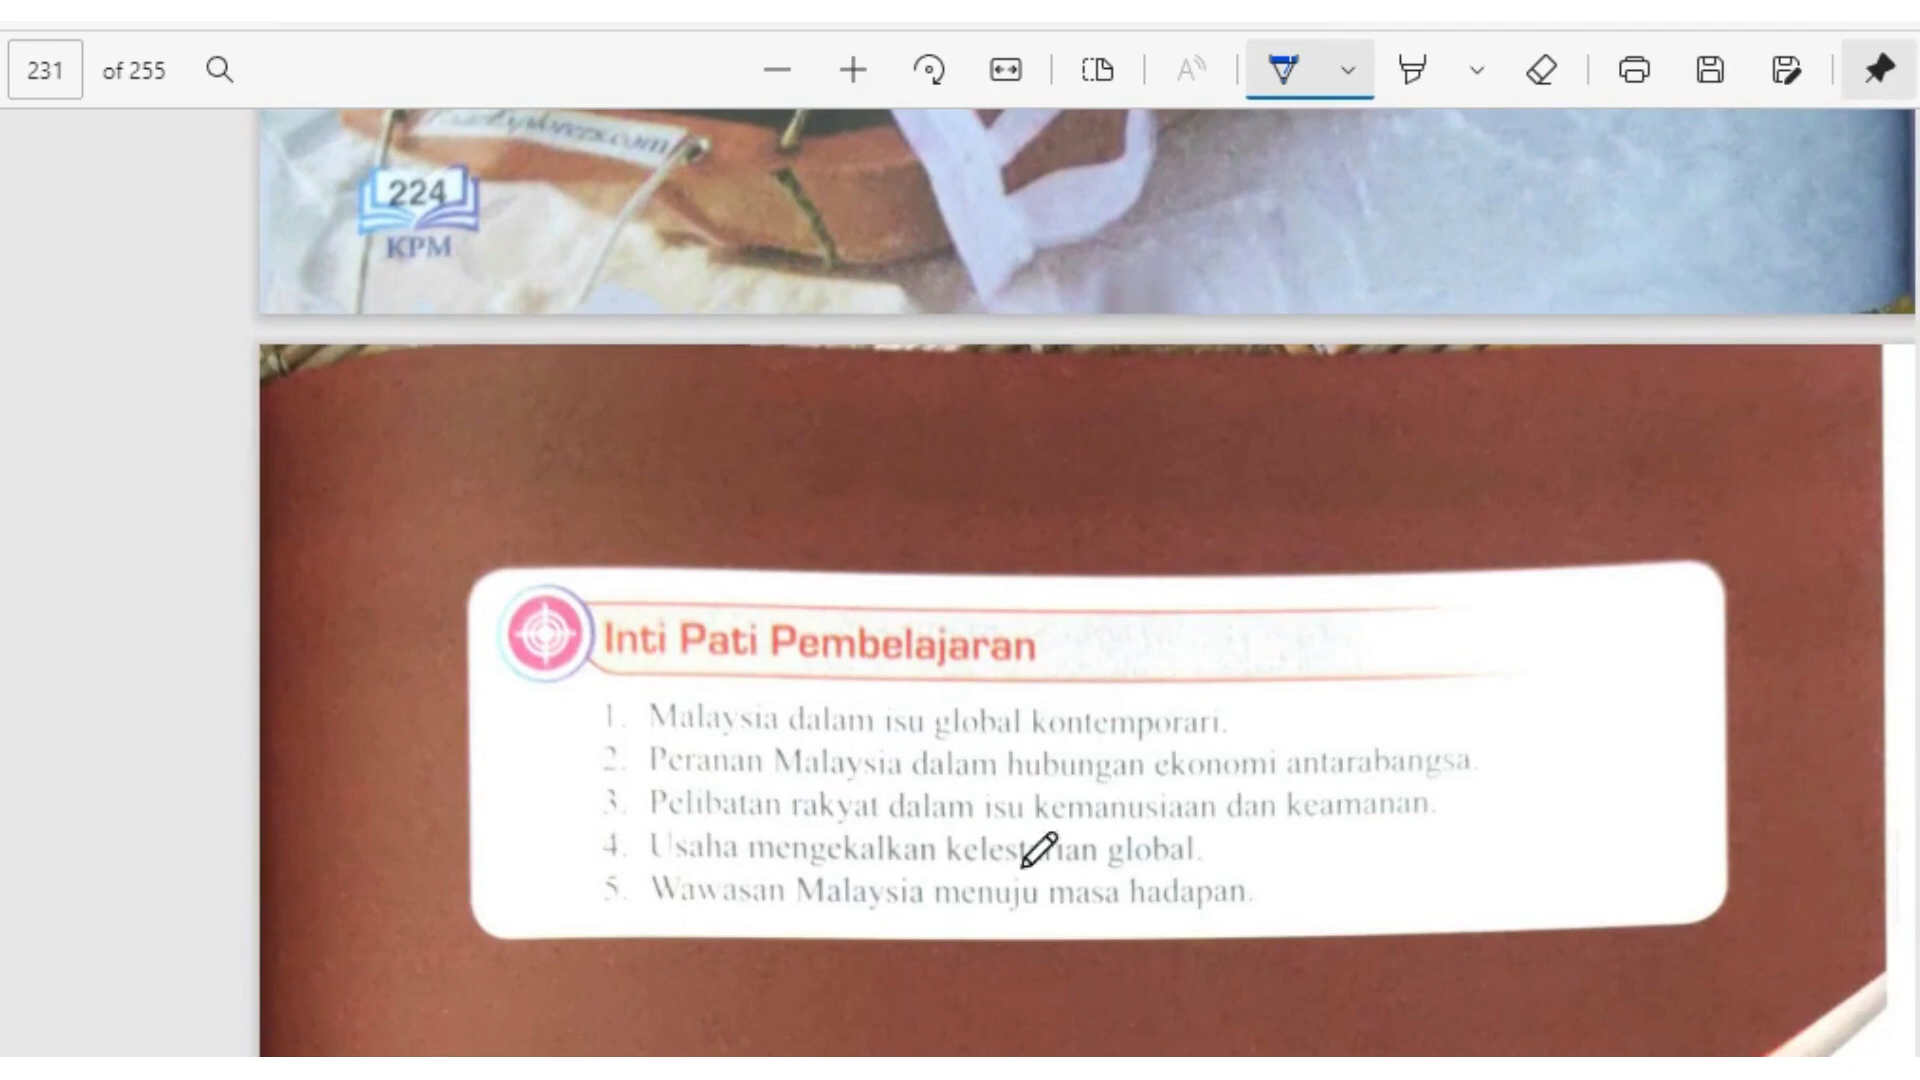 231 of 255
224
KPM
Inti Pati Pembelajaran
1. Malaysia dalam isu global kontemporari.
2. Peranan Malaysia dalam hubungan ekonomi antarabangsa.
3. Pelibatan rakyat dalam isu kemanusiaan dan keamanan.
4. Usaha mengekalkan global.
5. Wawasan Malaysia menuju masa hadapan.